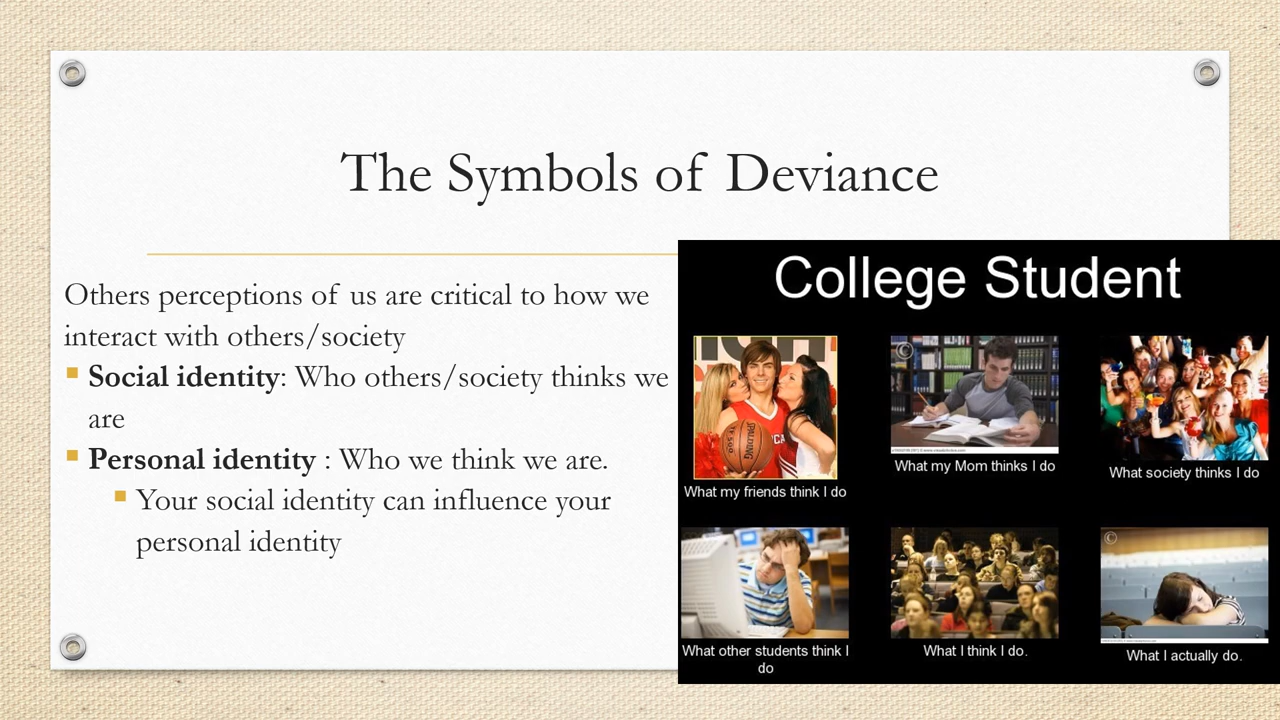 The Symbols of Deviance
Others perceptions of us are critical to how we
interact with others/society
Social identity: Who others/society thinks we
are
Personal identity : Who we think we are.
Your social identity can influence your
personal identity
College Student
What my friends think I do
What my Mom thinks I do
What society thinks I do
What other students think I
do
What I think I do.
What I actually do.
SPALDING